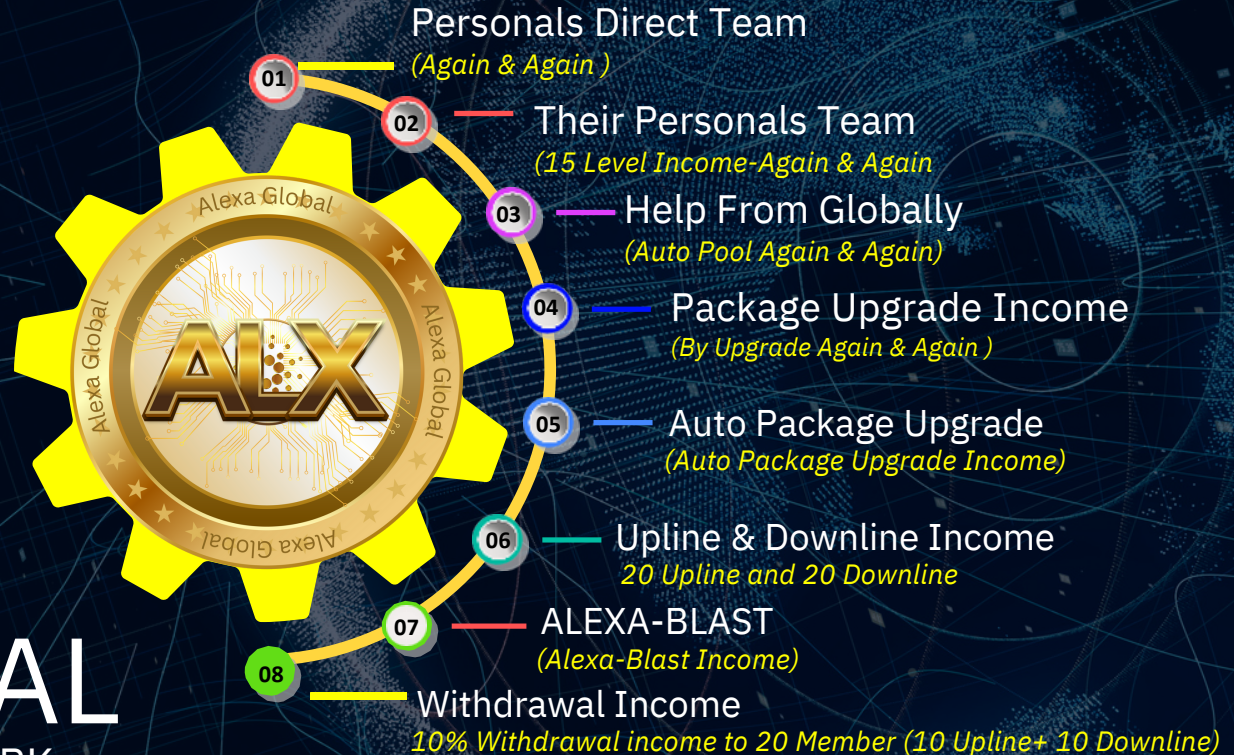 Personals Direct Team
(Again & Again )
01
02
Their Personals Team
(15 Level Income-Again & Again
03
Help From Globally
(Auto Pool Again & Again)
04
Package Upgrade Income
(By Upgrade Again & Again )
05
Auto Package Upgrade
(Auto Package Upgrade Income)
06
Upline & Downline Income
20 Upline and 20 Downline
07
ALEXA-BLAST
(Alexa-Blast Income)
08
Withdrawal Income
10% Withdrawal income to 20 Member (10 Upline+ 10 Downline)
Alexa Global
Alexa Global
ALX
Alexa Global
Alexa Global
AL
RK